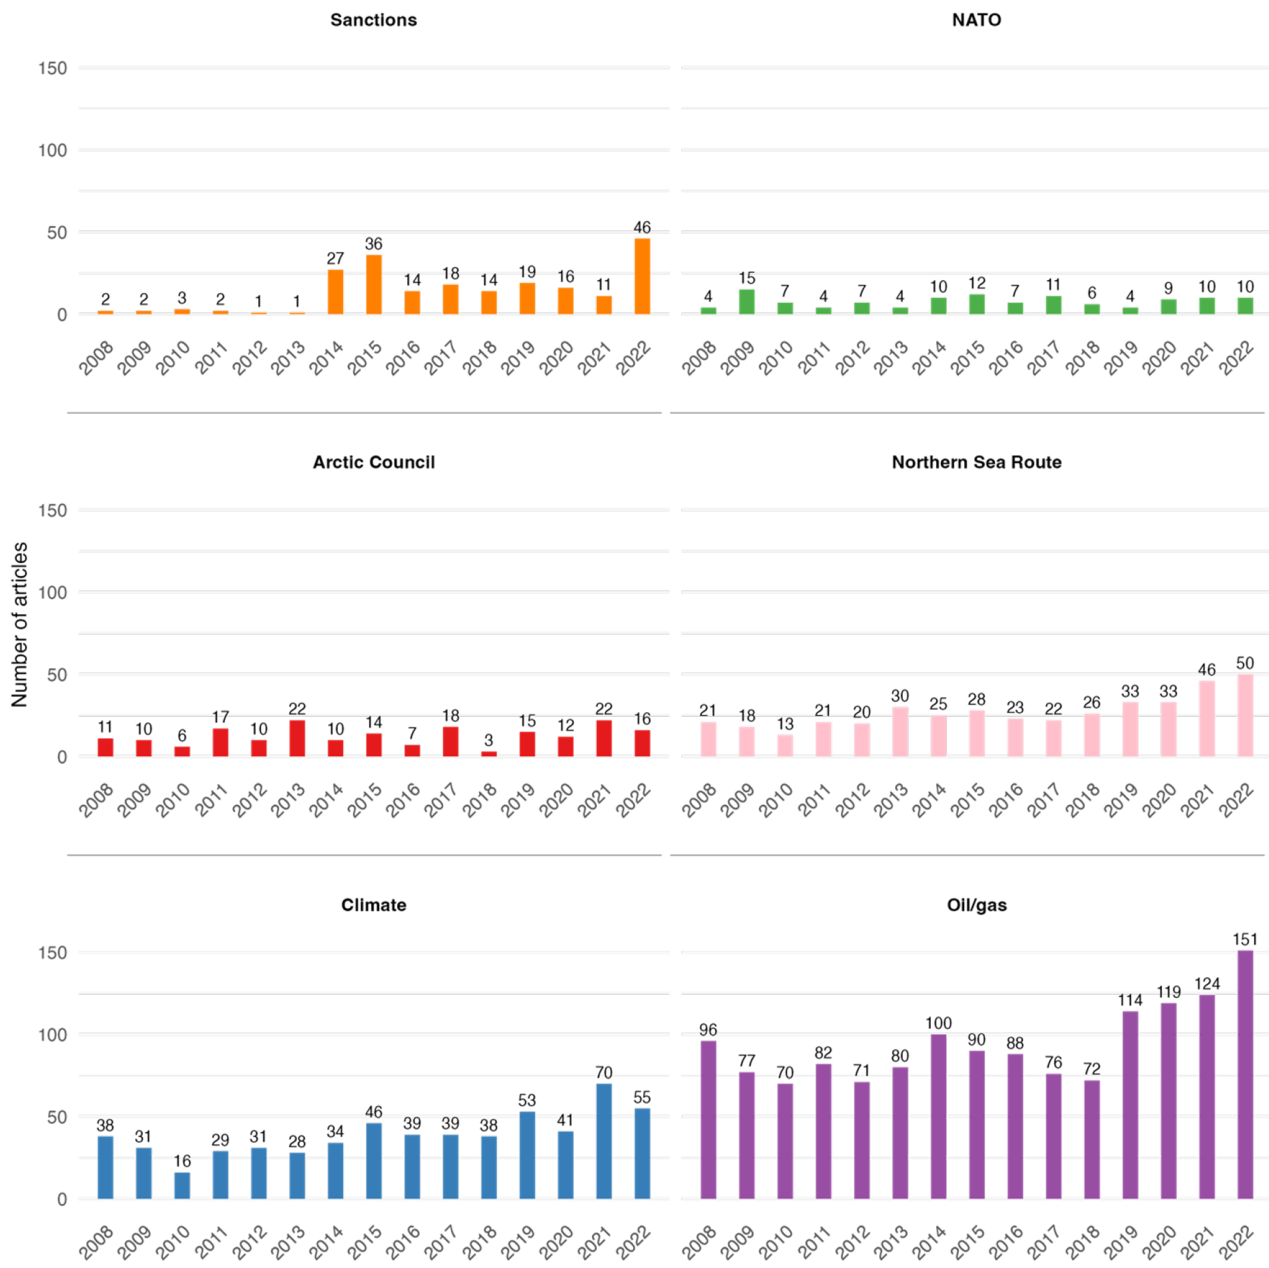 Sanctions
NATO
150
100
50
0
2 2 3 2 1 1 27 36 14 18 14 19 16 11 46
4 15 7 4 7 4 10 12 7 11 6 4 9 10 10
2008 2009 2010 2011 2012 2013 2014 2015 2016 2017 2018 2019 2020 2021 2022
2008 2009 2010 2011 2012 2013 2014 2015 2016 2017 2018 2019 2020 2021 2022
Number of articles
Arctic Council
Northern Sea Route
150
100
50
0
11 10 6 17 10 22 10 14 7 18 3 15 12 22 16
21 18 13 21 20 30 25 28 23 22 26 33 33 46 50
2008 2009 2010 2011 2012 2013 2014 2015 2016 2017 2018 2019 2020 2021 2022
2008 2009 2010 2011 2012 2013 2014 2015 2016 2017 2018 2019 2020 2021 2022
Climate
Oil/gas
150
100
50
0
38 31 16 29 31 28 34 46 39 39 38 53 41 70 55
96 77 70 82 71 80 100 90 88 76 72 114 119 124 151
2008 2009 2010 2011 2012 2013 2014 2015 2016 2017 2018 2019 2020 2021 2022
2008 2009 2010 2011 2012 2013 2014 2015 2016 2017 2018 2019 2020 2021 2022